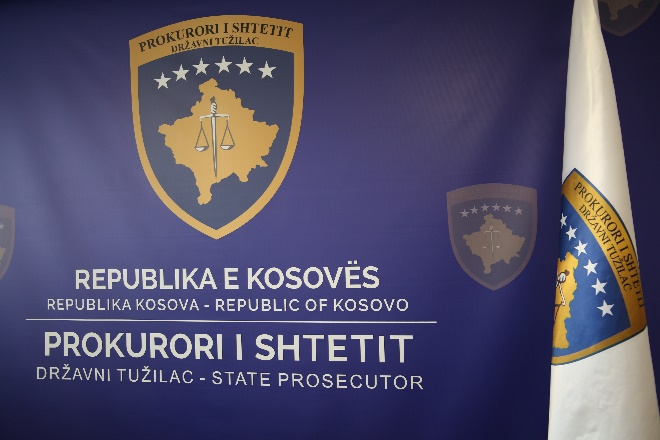 PROKURORI I SHTETIT
DRŽAVNI TUŽILAC
REPUBLIKA E KOSOVËS
REPUBLIKA KOSOVA - REPUBLIC OF KOSOVO
PROKURORI I SHTETIT
DRŽAVNI TUŽILAC - STATE PROSECUTOR
PROKURORI I SHTETIT
DRŽAVNI TUŽILAC